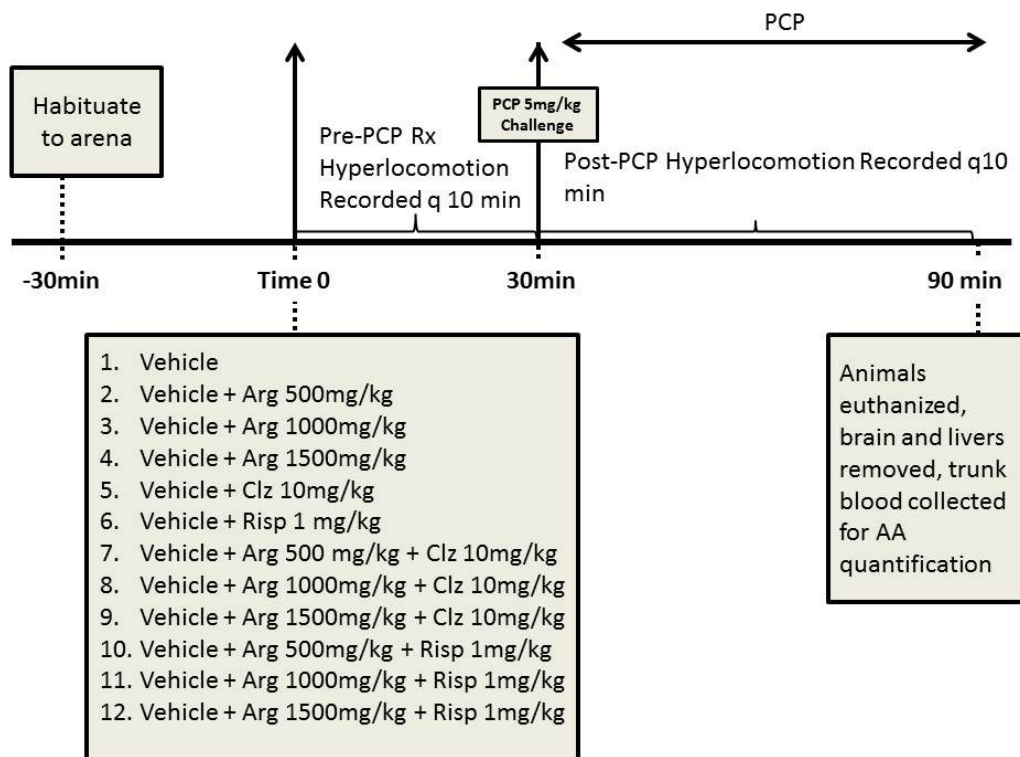 PCP
Habituate
to arena
PCP 5mg/kg
Challenge
Pre-PCP Rx
Hyperlocomotion
Recorded q 10 min
Post-PCP Hyperlocomotion Recorded q10
min
-30min
Time 0
30min
90 min
1. Vehicle
2. Vehicle + Arg 500mg/kg
3. Vehicle + Arg 1000mg/kg
4. Vehicle + Arg 1500mg/kg
5. Vehicle + Clz 10mg/kg
6. Vehicle + Risp 1 mg/kg
7. Vehicle + Arg 500 mg/kg + Clz 10mg/kg
8. Vehicle + Arg 1000mg/kg + Clz 10mg/kg
9. Vehicle + Arg 1500mg/kg + Clz 10mg/kg
10. Vehicle + Arg 500mg/kg + Risp 1mg/kg
11. Vehicle + Arg 1000mg/kg + Risp 1mg/kg
12. Vehicle + Arg 1500mg/kg + Risp 1mg/kg
Animals
euthanized,
brain and livers
removed, trunk
blood collected
for AA
quantification